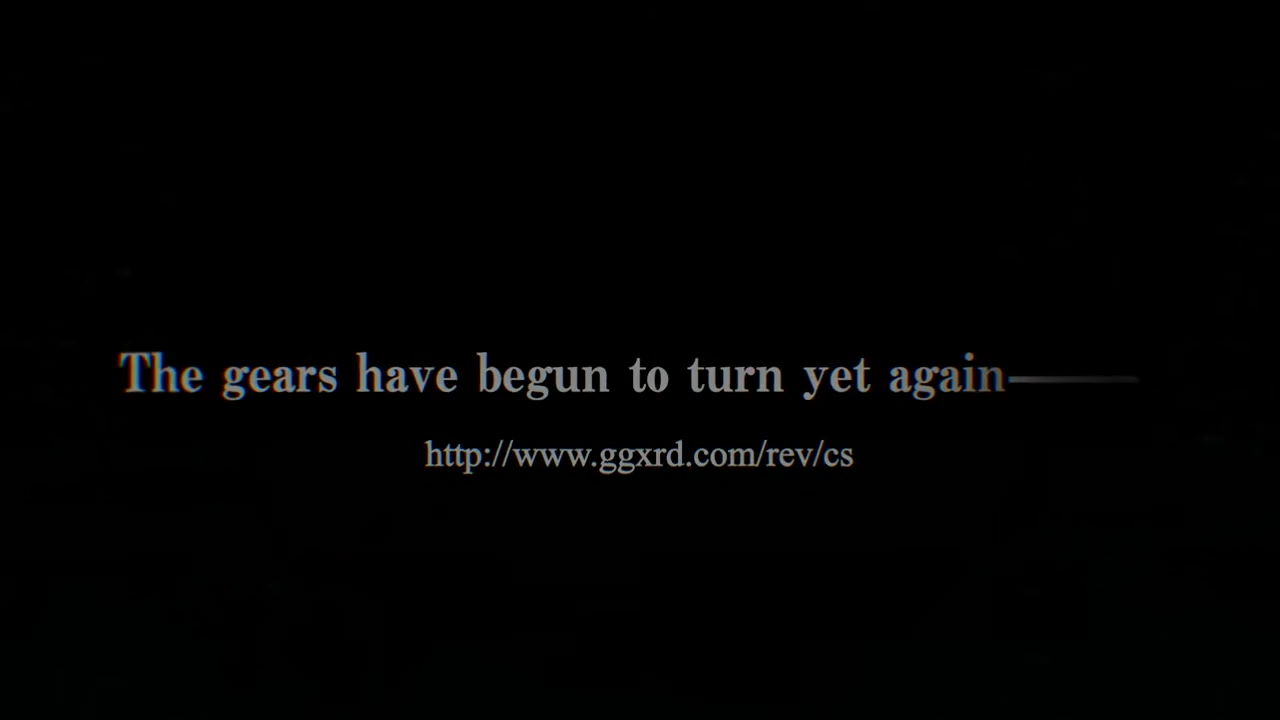 The gears have begun to turn yet again——
http://www.ggxrd.com/rev/cs